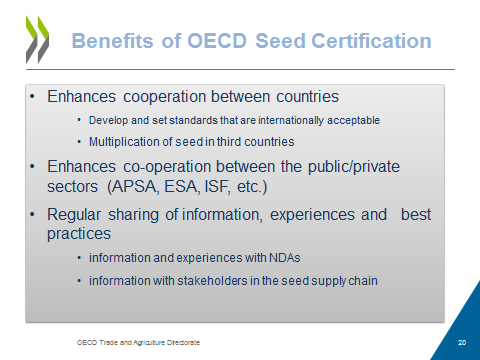 Benefits of OECD Seed Certification
• Enhances cooperation between countries
• Develop and set standards that are internationally acceptable
• Multiplication of seed in third countries
• Enhances co-operation between the public/private
sectors (APSA, ESA, ISF, etc.)
• Regular sharing of information, experiences and best
practices
• information and experiences with NDAs
• information with stakeholders in the seed supply chain
OECD Trade and Agriculture Directorate
20